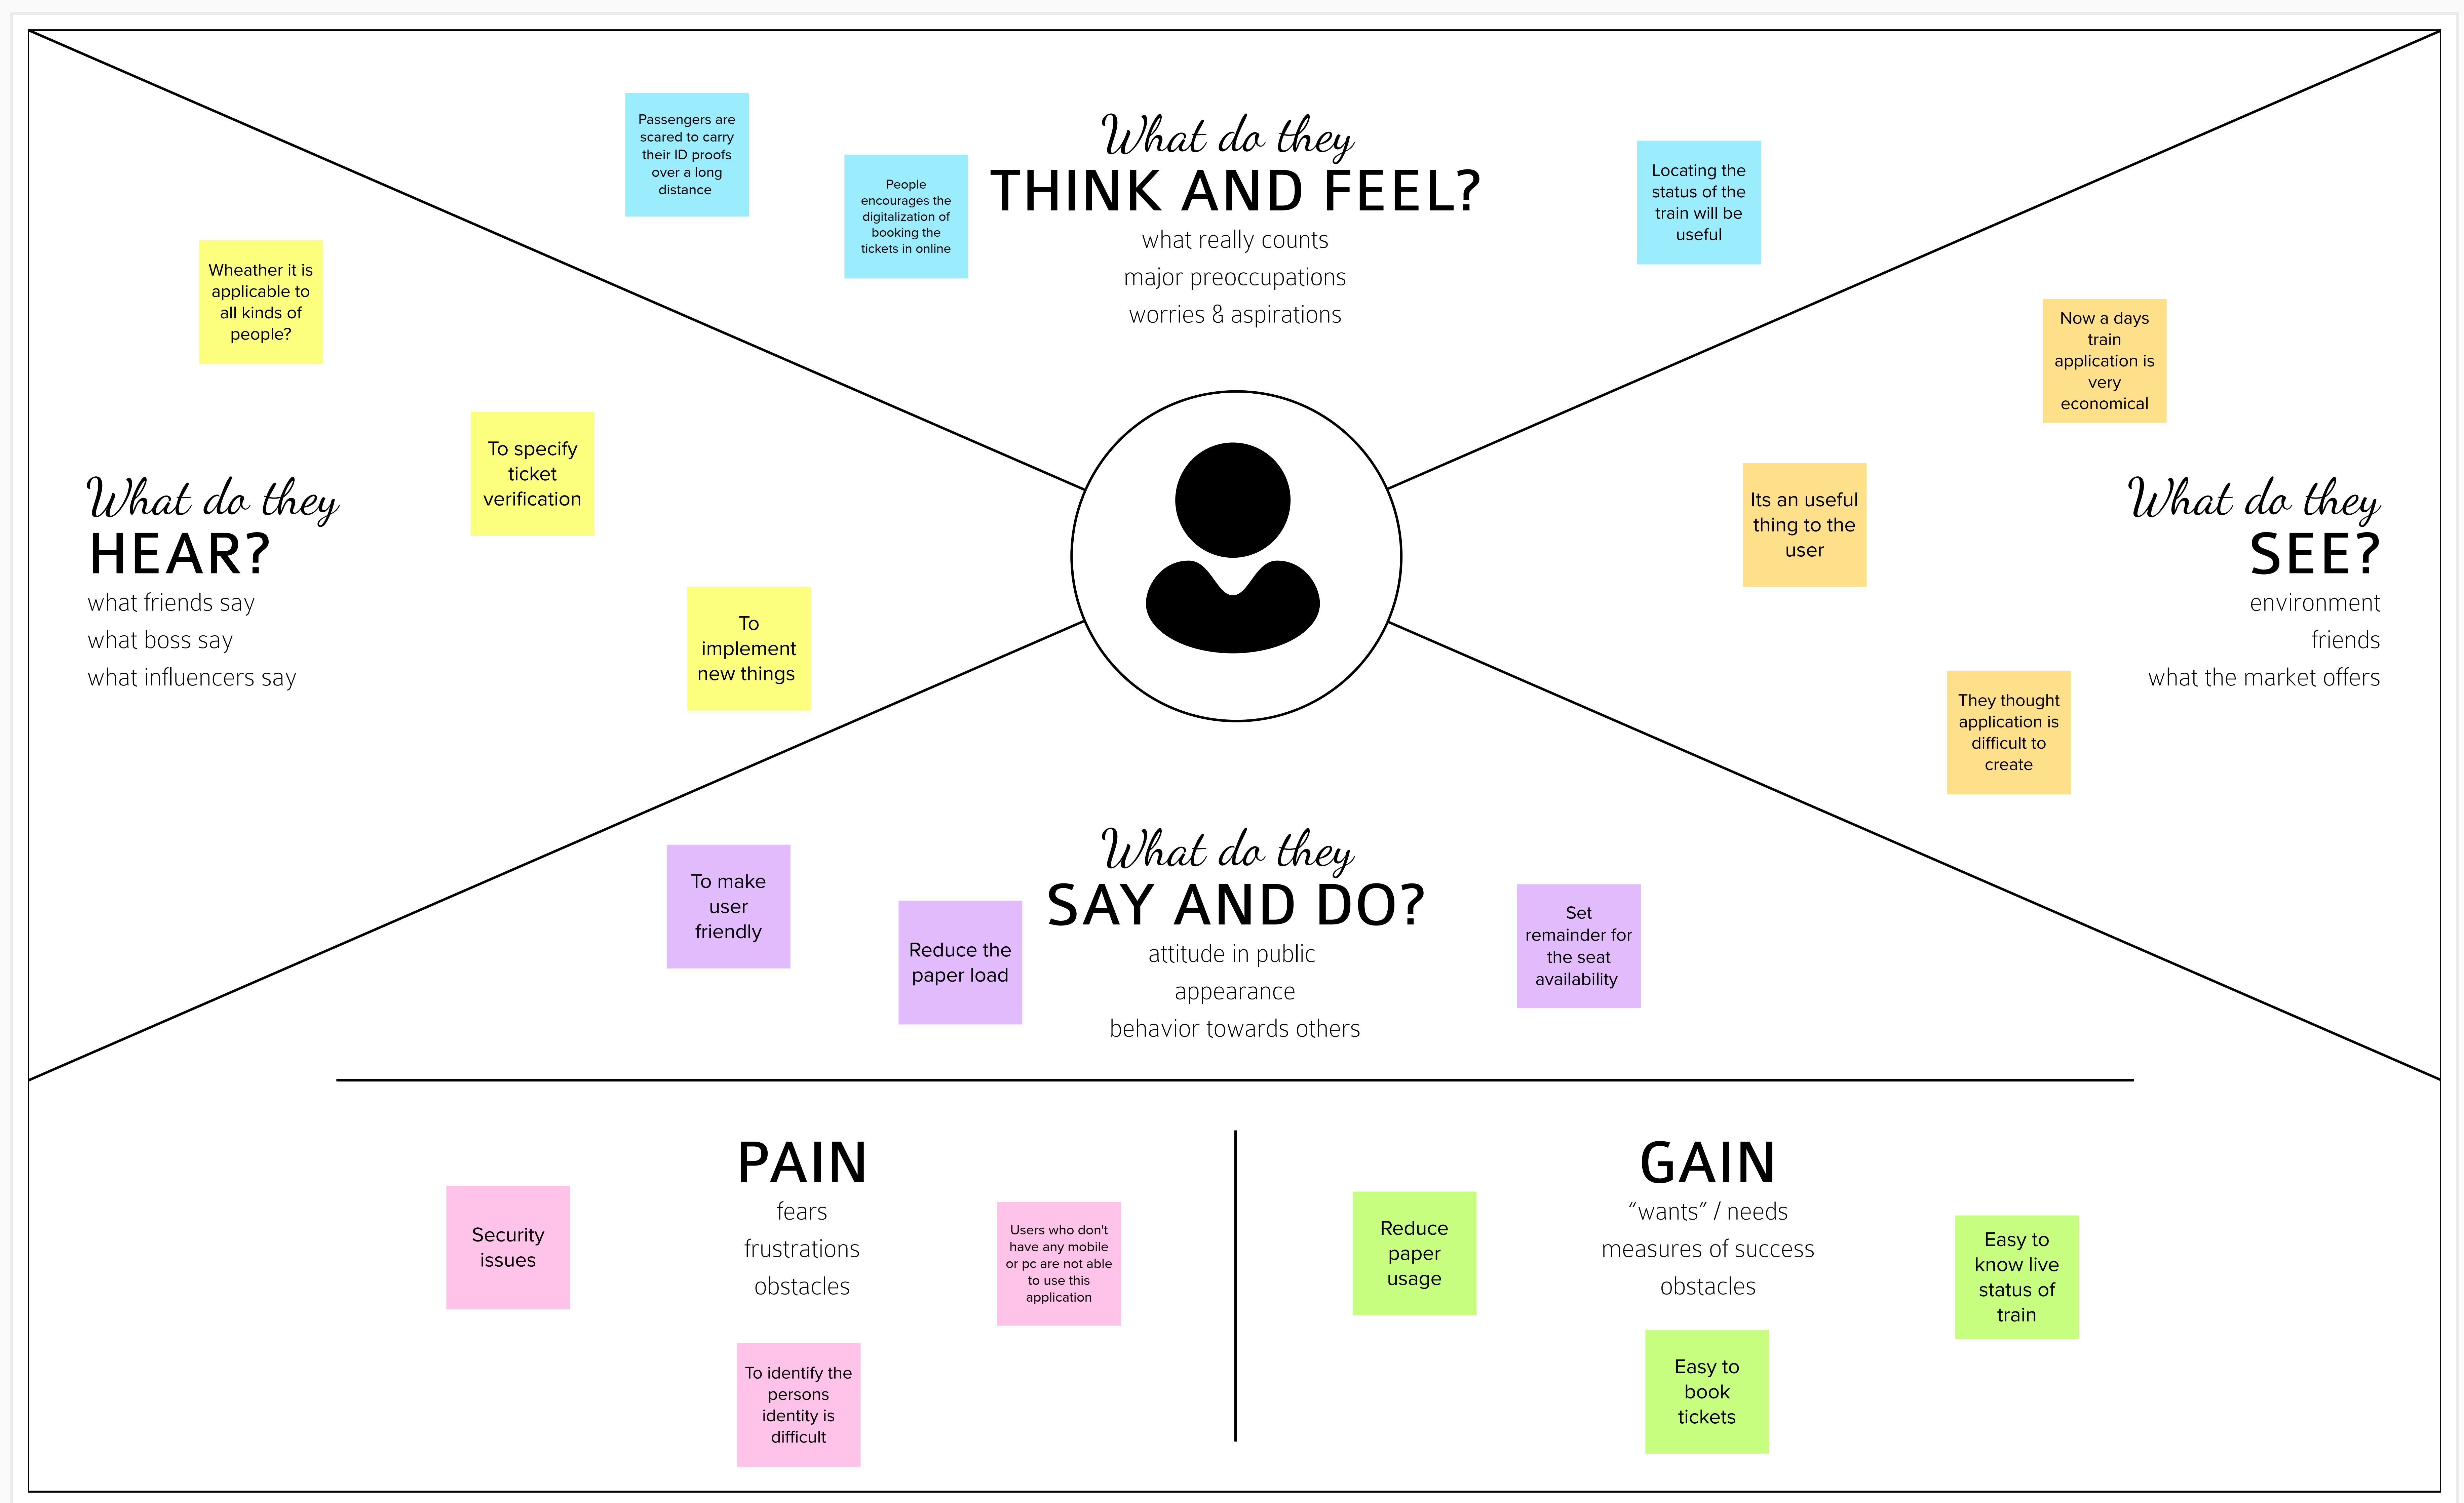 What do they
THINK AND FEEL?
what really counts
major preoccupations
worries & aspirations
Passengers are
scared to carry
their ID proofs
over a long
distance
People
encourages the
digitalization of
booking the
tickets in online
Locating the
status of the
train will be
useful
What do they
HEAR?
what friends say
what boss say
what influencers say
Wheather it is
applicable to
all kinds of
people?
To specify
ticket
verification
To
implement
new things
What do they
SEE?
environment
friends
what the market offers
Now a days
train
application is
very
economical
Its an useful
thing to the
user
They thought
application is
difficult to
create
What do they
SAY AND DO?
attitude in public
appearance
behavior towards others
To make
user
friendly
Reduce the
paper load
Set
remainder for
the seat
availability
PAIN
fears
frustrations
obstacles
Security
issues
Users who don't
have any mobile
or pc are not able
to use this
application
To identify the
persons
identity is
difficult
GAIN
“wants” / needs
measures of success
obstacles
Reduce
paper
usage
Easy to
book
tickets
Easy to
know live
status of
train